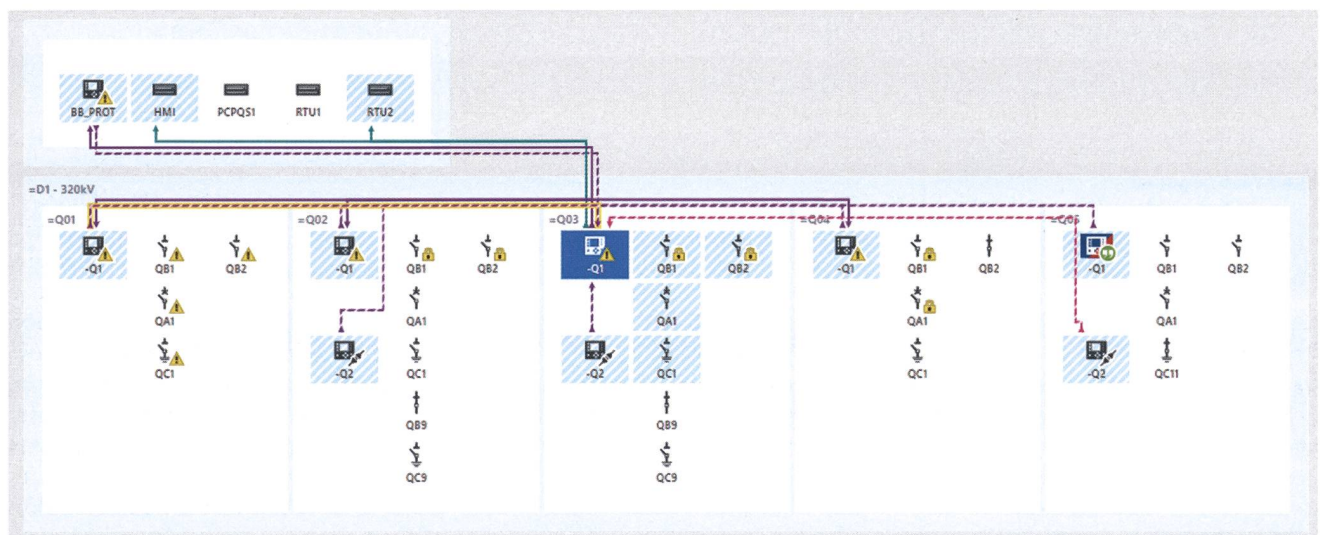 BB_PROT HMI PCPQS1 RTU1 RTU2
=D1 - 320kV
=Q01 =Q02 =Q03 =Q04 =Q05
-Q1 QB1 QB2 -Q1 QB1 QB2 -Q1 QB1 QB2 -Q1 QB1 QB2 -Q1 QB1 QB2
QA1 QA1 QA1 QA1 QA1
QC1 -Q2 QC1 -Q2 QC1 QC1 -Q2 QC11
QB9 QB9
QC9 QC9